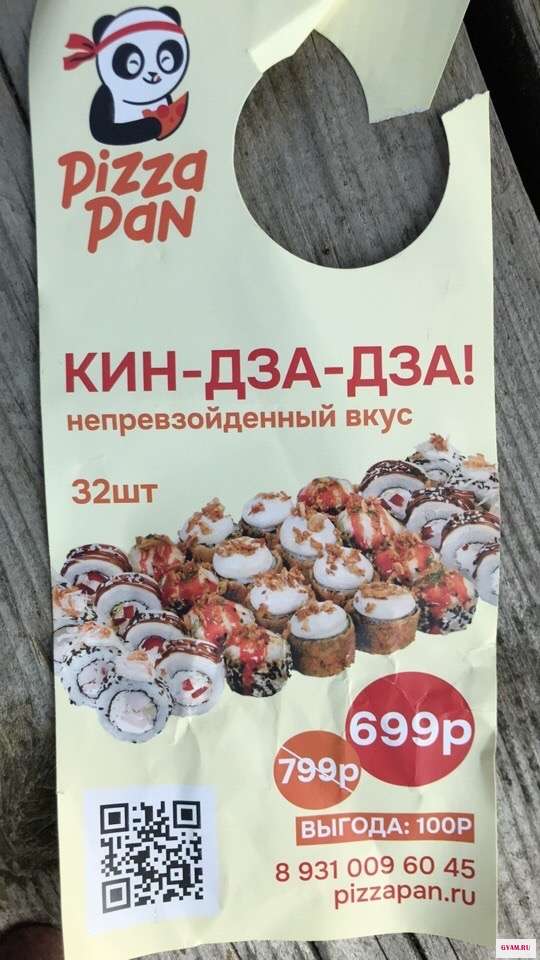 Pizza
Pan
КИН-ДЗА-ДЗА!
непревзойденный вкус
32шт
699р
799р
ВЫГОДА: 100Р
8 931 009 60 45
pizzapan.ru
GYAM.RU